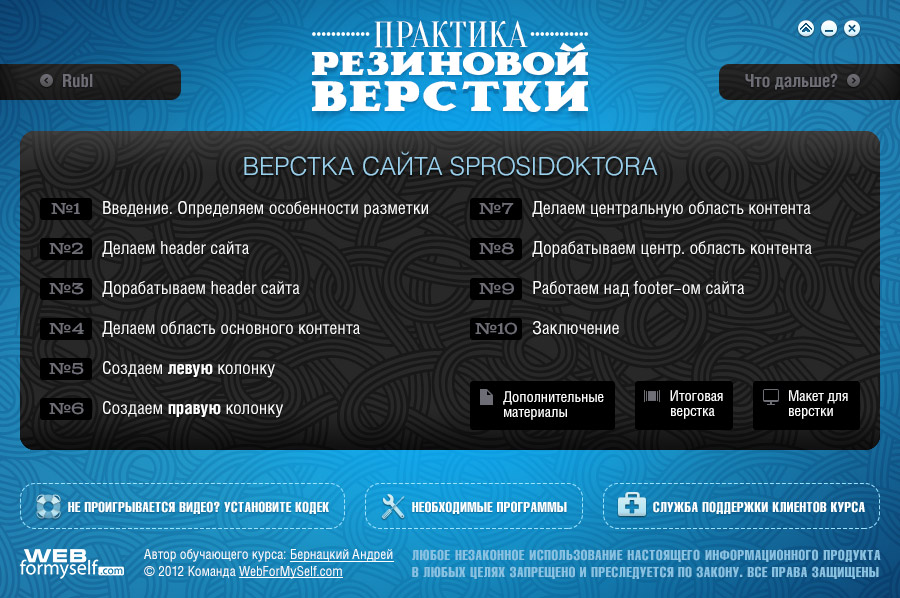 ПРАКТИКА
РЕЗИНОВОЙ
ВЕРСТКИ
Rubl
Что дальше?
ВЕРСТКА САЙТА SPROSIDOKTORA
№1 Введение. Определяем особенности разметки
№2 Делаем header сайта
№3 Дорабатываем header сайта
№4 Делаем область основного контента
№5 Создаем левую колонку
№6 Создаем правую колонку
№7 Делаем центральную область контента
№8 Дорабатываем центр. область контента
№9 Работаем над footer-ом сайта
№10 Заключение
Дополнительные
материалы
Итоговая
верстка
Макет для
верстки
НЕ ПРОИГРЫВАЕТСЯ ВИДЕО? УСТАНОВИТЕ КОДЕК
НЕОБХОДИМЫЕ ПРОГРАММЫ
СЛУЖБА ПОДДЕРЖКИ КЛИЕНТОВ КУРСА
WEB
formyself.com
Автор обучающего курса: Бернацкий Андрей
© 2012 Команда WebForMySelf.com
ЛЮБОЕ НЕЗАКОННОЕ ИСПОЛЬЗОВАНИЕ НАСТОЯЩЕГО ИНФОРМАЦИОННОГО ПРОДУКТА
В ЛЮБЫХ ЦЕЛЯХ ЗАПРЕЩЕНО И ПРЕСЛЕДУЕТСЯ ПО ЗАКОНУ. ВСЕ ПРАВА ЗАЩИЩЕНЫ